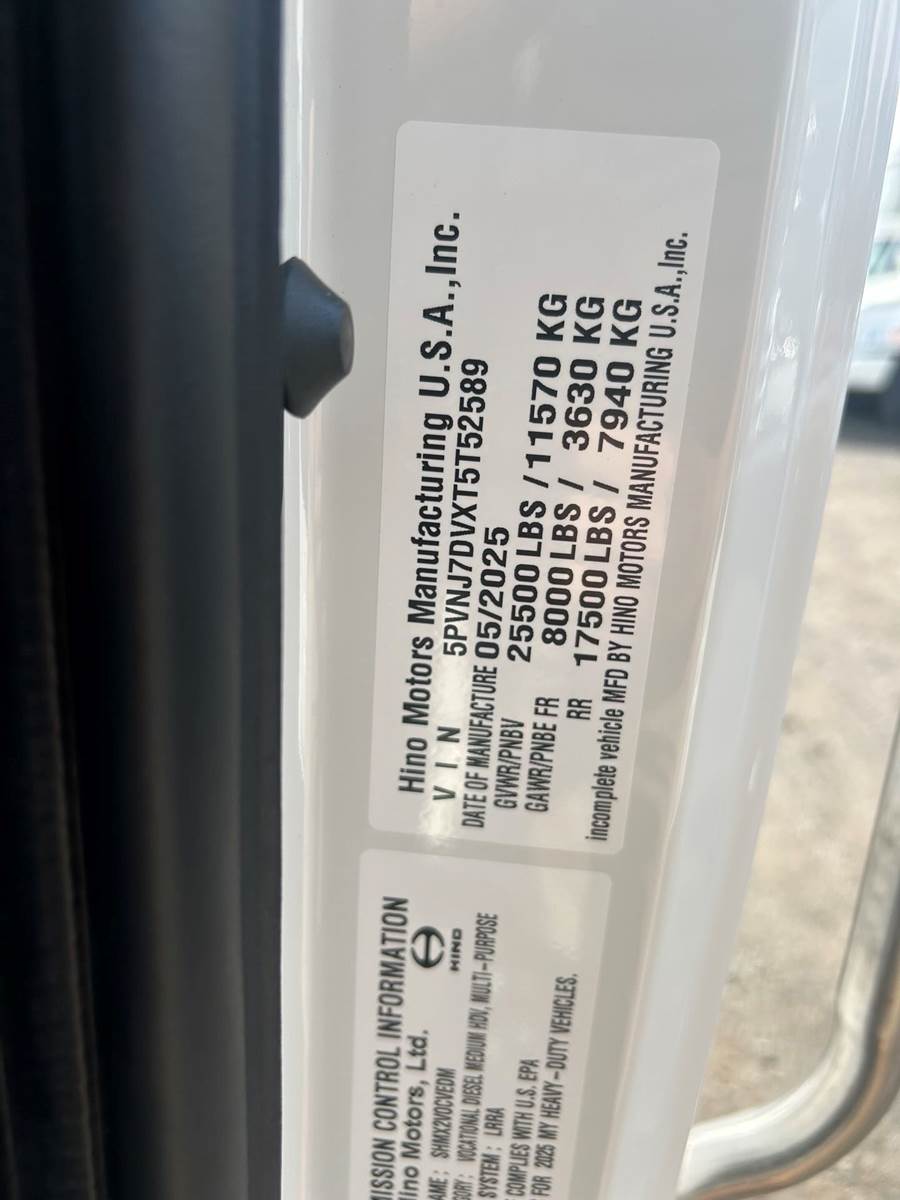 Hino Motors Manufacturing U.S.A.,Inc.
V I N 5PVNJ7DVXT5T52589
DATE OF MANUFACTURE 05/2025
GVWR/PNBV 25500 LBS / 11570 KG
GAWR/PNBE FR 8000 LBS / 3630 KG
RR 17500 LBS / 7940 KG
incomplete vehicle MFD BY HINO MOTORS MANUFACTURING U.S.A.,Inc.
CONTROL INFORMATION
Motors, Ltd.
HINO
SHMX2VOCVEDM
VOCATIONAL DIESEL MEDIUM HDV, MULTI-PURPOSE
SYSTEM : LRRA
COMPLIES WITH U.S. EPA
FOR 2025 MY HEAVY-DUTY VEHICLES.